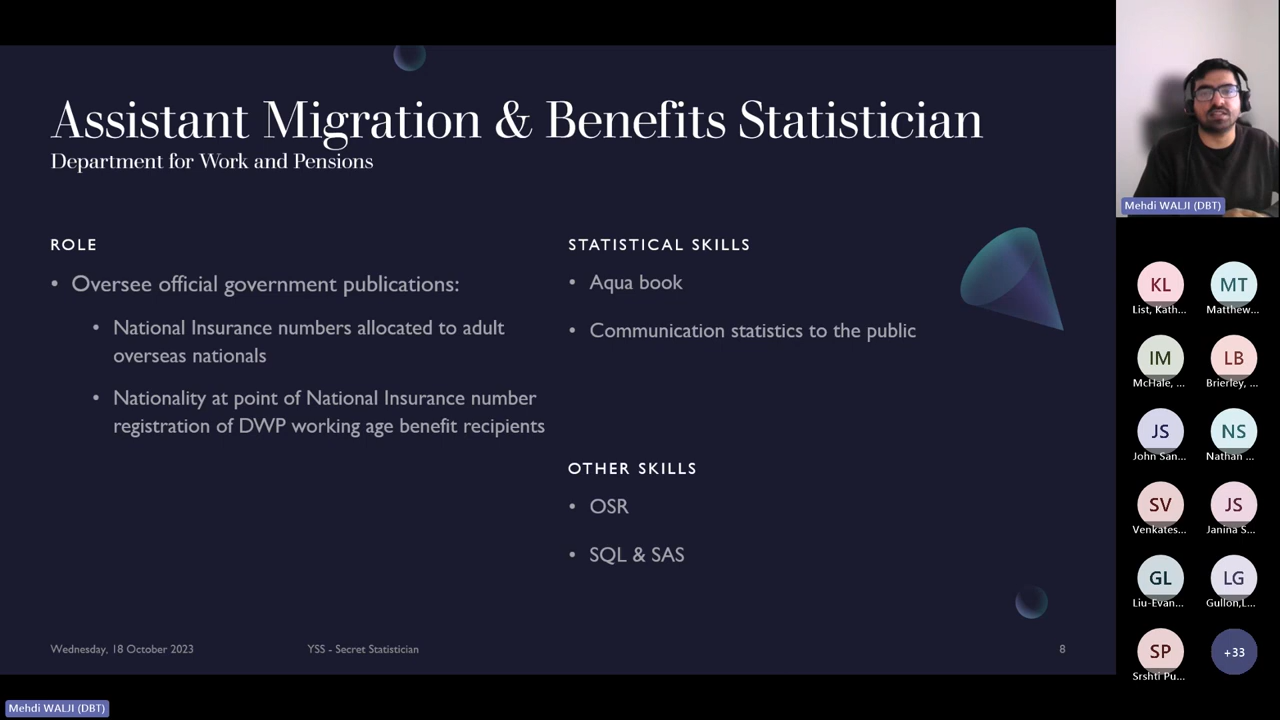 Assistant Migration & Benefits Statistician
Department for Work and Pensions
ROLE
• Oversee official government publications:
• National Insurance numbers allocated to adult
overseas nationals
• Nationality at point of National Insurance number
registration of DWP working age benefit recipients
STATISTICAL SKILLS
• Aqua book
• Communication statistics to the public
OTHER SKILLS
• OSR
• SQL & SAS
Wednesday, 18 October 2023
YSS - Secret Statistician
8
Mehdi WALJI (DBT)
KL
List, Kath...
MT
Matthew...
IM
McHale, ...
LB
Brierley, ...
JS
John San...
NS
Nathan ...
SV
Venkates...
JS
Janina S...
GL
Liu-Evan...
LG
Gullon,L...
SP
Srshti Pu...
+33
Mehdi WALJI (DBT)